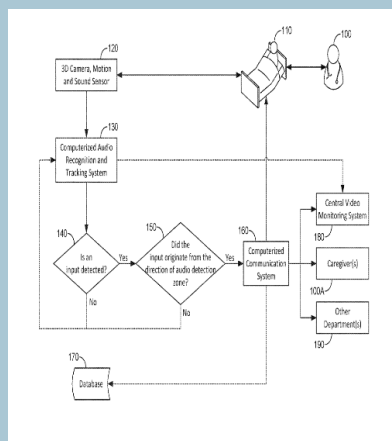 120
3D Camera, Motion
and Sound Sensor
110
100
130
Computerized Audio
Recognition and
Tracking System
140
Is an
input detected?
Yes
No
150
Did the
input originate from the
direction of audio detection
zone?
Yes
No
160
Computerized
Communication
System
Central Video
Monitoring System
180
Caregiver(s)
100A
Other
Department(s)
190
170
Database